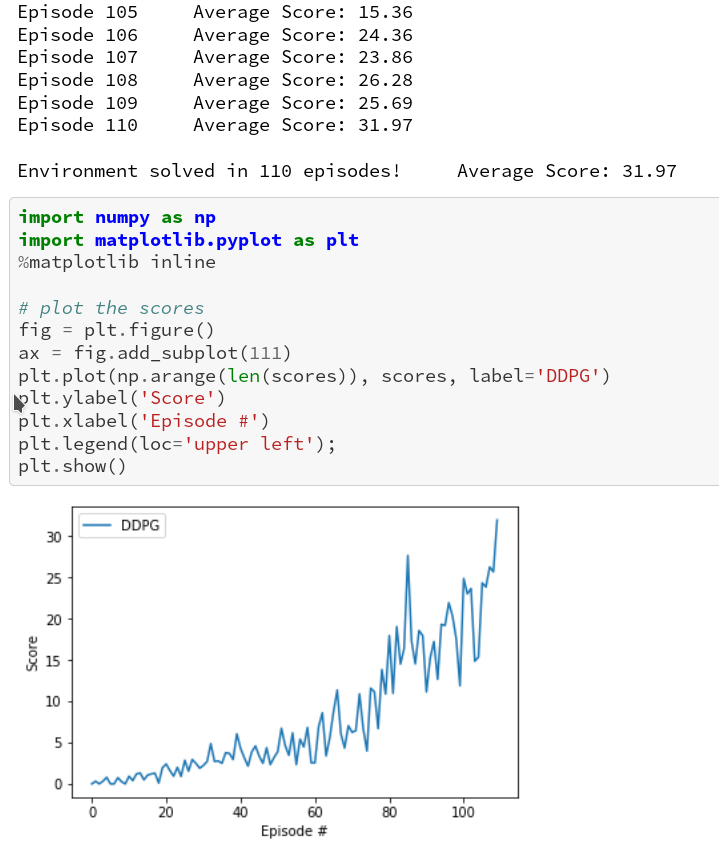 Episode 105     Average Score: 15.36
Episode 106     Average Score: 24.36
Episode 107     Average Score: 23.86
Episode 108     Average Score: 26.28
Episode 109     Average Score: 25.69
Episode 110     Average Score: 31.97
Environment solved in 110 episodes!     Average Score: 31.97
import numpy as np
import matplotlib.pyplot as plt
%matplotlib inline
# plot the scores
fig = plt.figure()
ax = fig.add_subplot(111)
plt.plot(np.arange(len(scores)), scores, label='DDPG')
plt.ylabel('Score')
plt.xlabel('Episode #')
plt.legend(loc='upper left');
plt.show()
DDPG
30
25
20
15
10
5
0
Score
0 20 40 60 80 100
Episode #